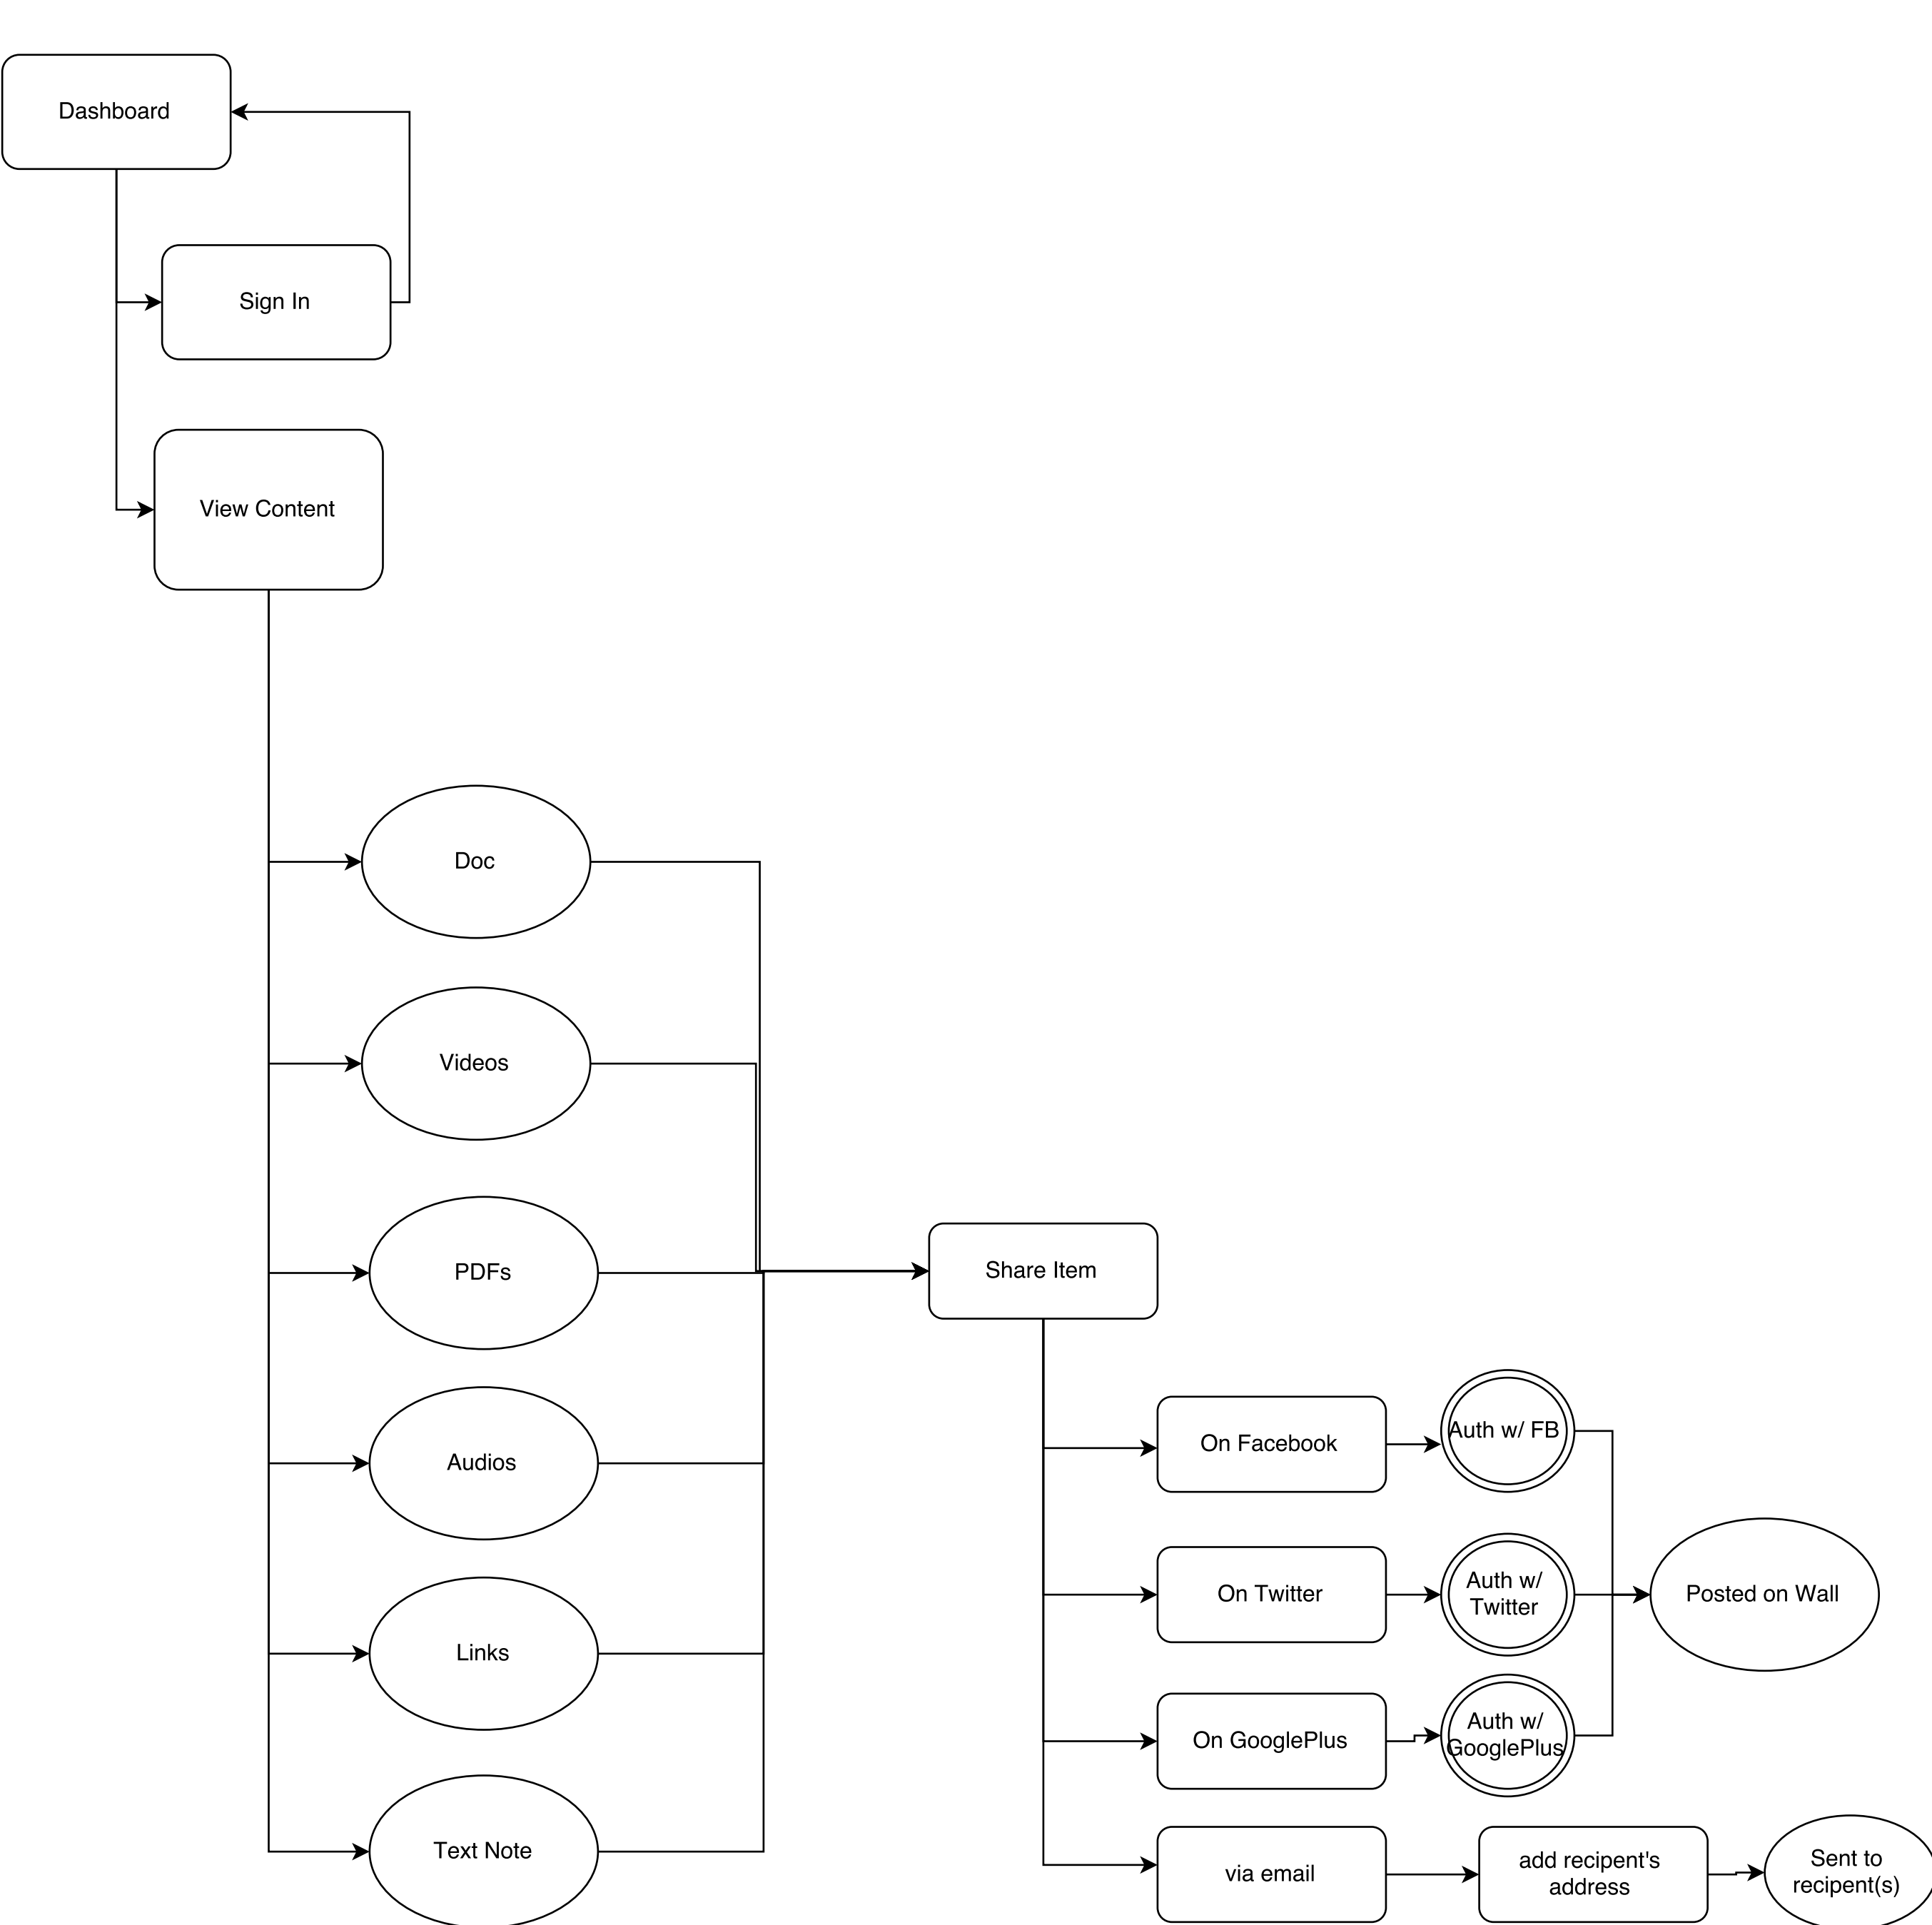 Dashboard
Sign In
View Content
Doc
Videos
PDFs
Audios
Links
Text Note
Share Item
On Facebook
Auth w/ FB
On Twitter
Auth w/
Twitter
Posted on Wall
On GooglePlus
Auth w/
GooglePlus
via email
add recipent's
address
Sent to
recipent(s)